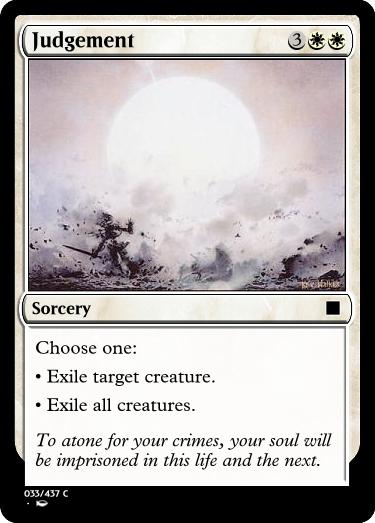 Judgement 3
Sorcery
Choose one:
• Exile target creature.
• Exile all creatures.
To atone for your crimes, your soul will
be imprisoned in this life and the next.
033/437 C